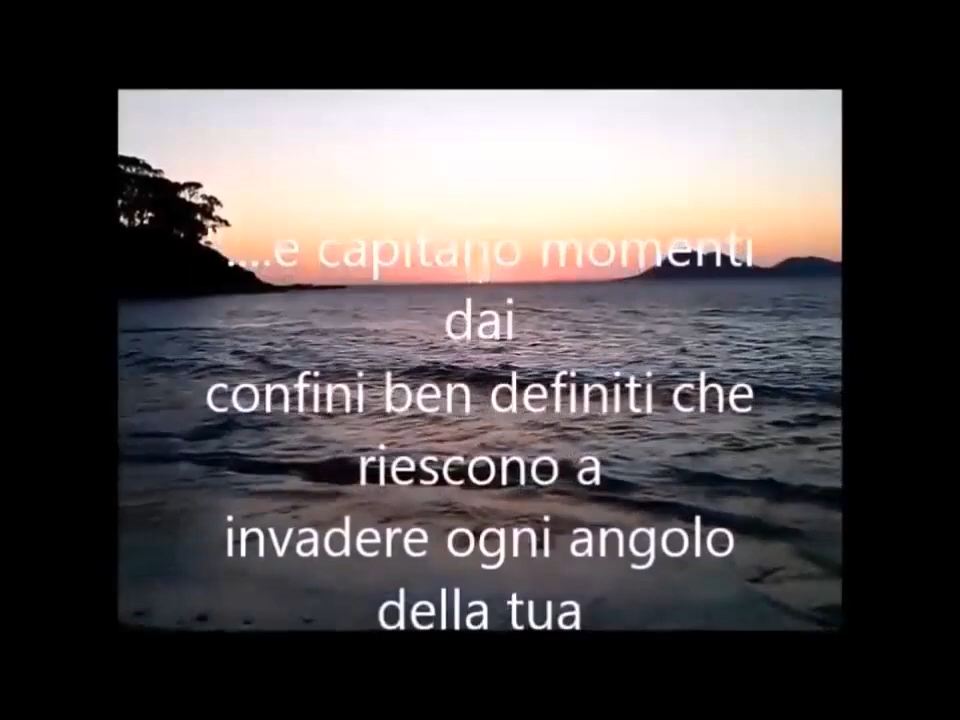 ....e capitano momenti
dai
confini ben definiti che
riescono a
invadere ogni angolo
della tua